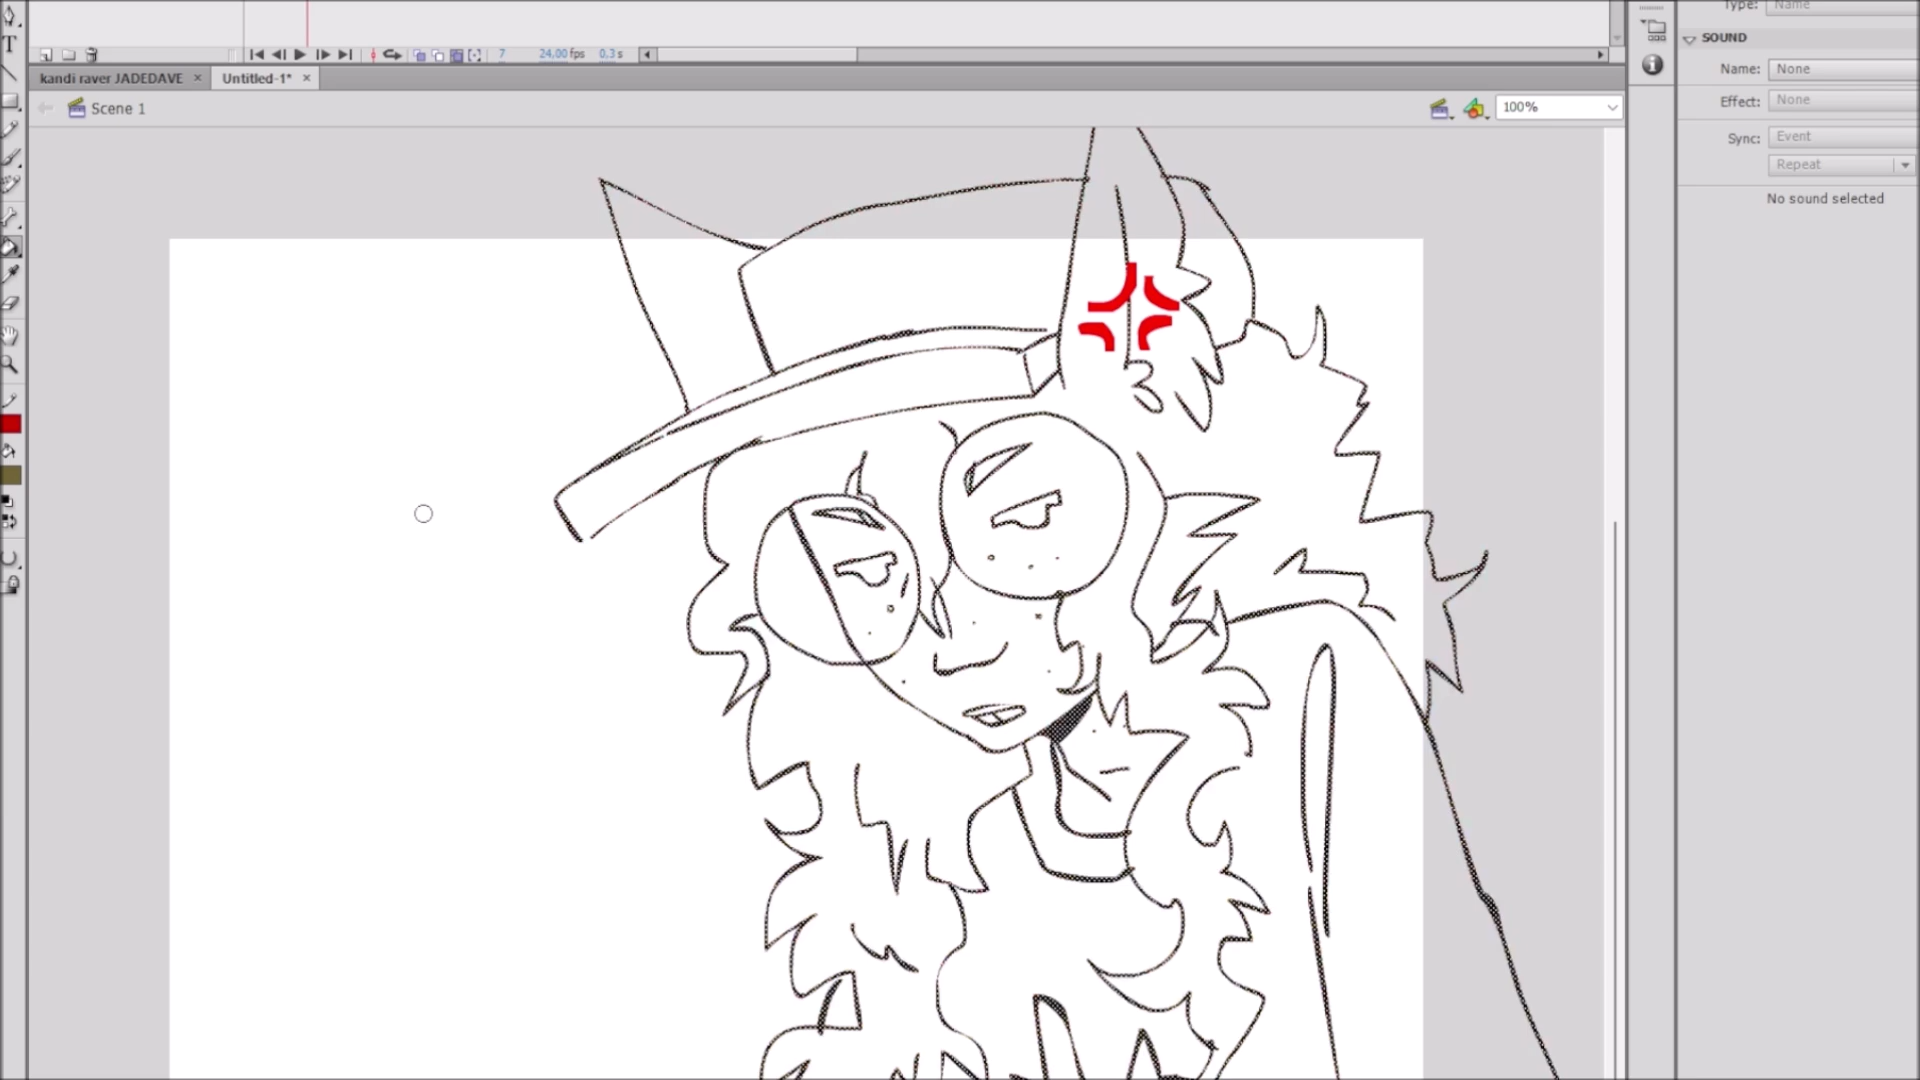 Type: Name
SOUND
7 24.00 fps 0.3 s
Name: None
kandi raver JADEDAVE × Untitled-1* ×
Effect: None
Scene 1
100%
Sync: Event
Repeat
No sound selected